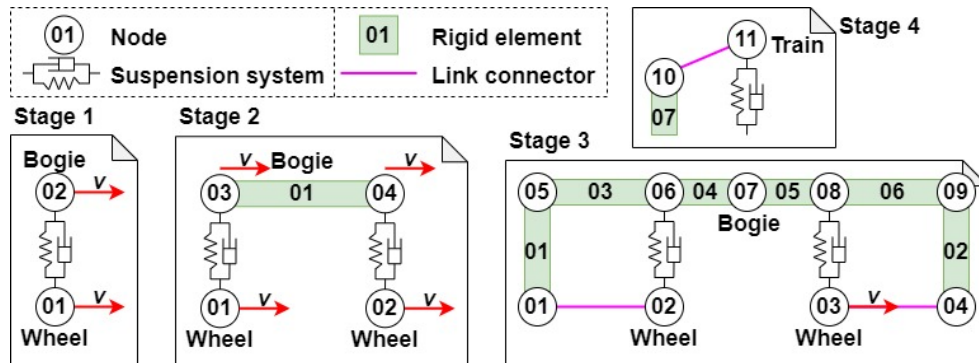 01 Node
01 Rigid element
Suspension system
Link connector
Stage 1
Bogie
02 V
01 V
Wheel
Stage 2
V Bogie V
03 01 04
01 V 02 V
Wheel Wheel
Stage 3
05 03 06 04 07 05 08 06 09
Bogie
01 02
01 02 03 V 04
Wheel Wheel
Stage 4
11
Train
10
07